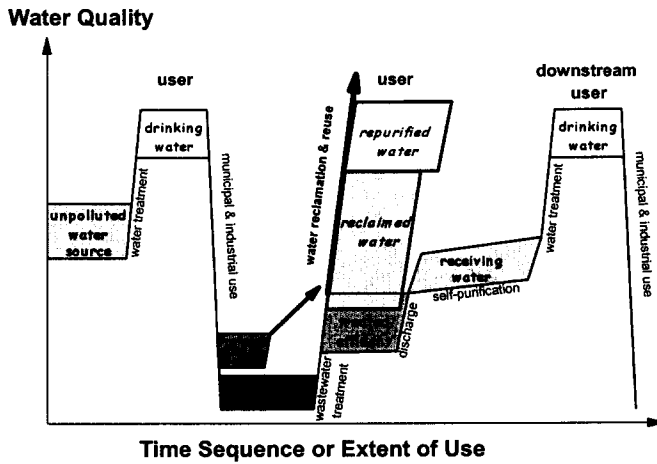 Water Quality
user
user
downstream
user
drinking
water
repurified
water
drinking
water
unpolluted
water
source
water treatment
municipal & industrial use
water reclamation & reuse
reclaimed
water
receiving
water
self-purification
water treatment
municipal & industrial use
discharge
wastewater
treatment
Time Sequence or Extent of Use